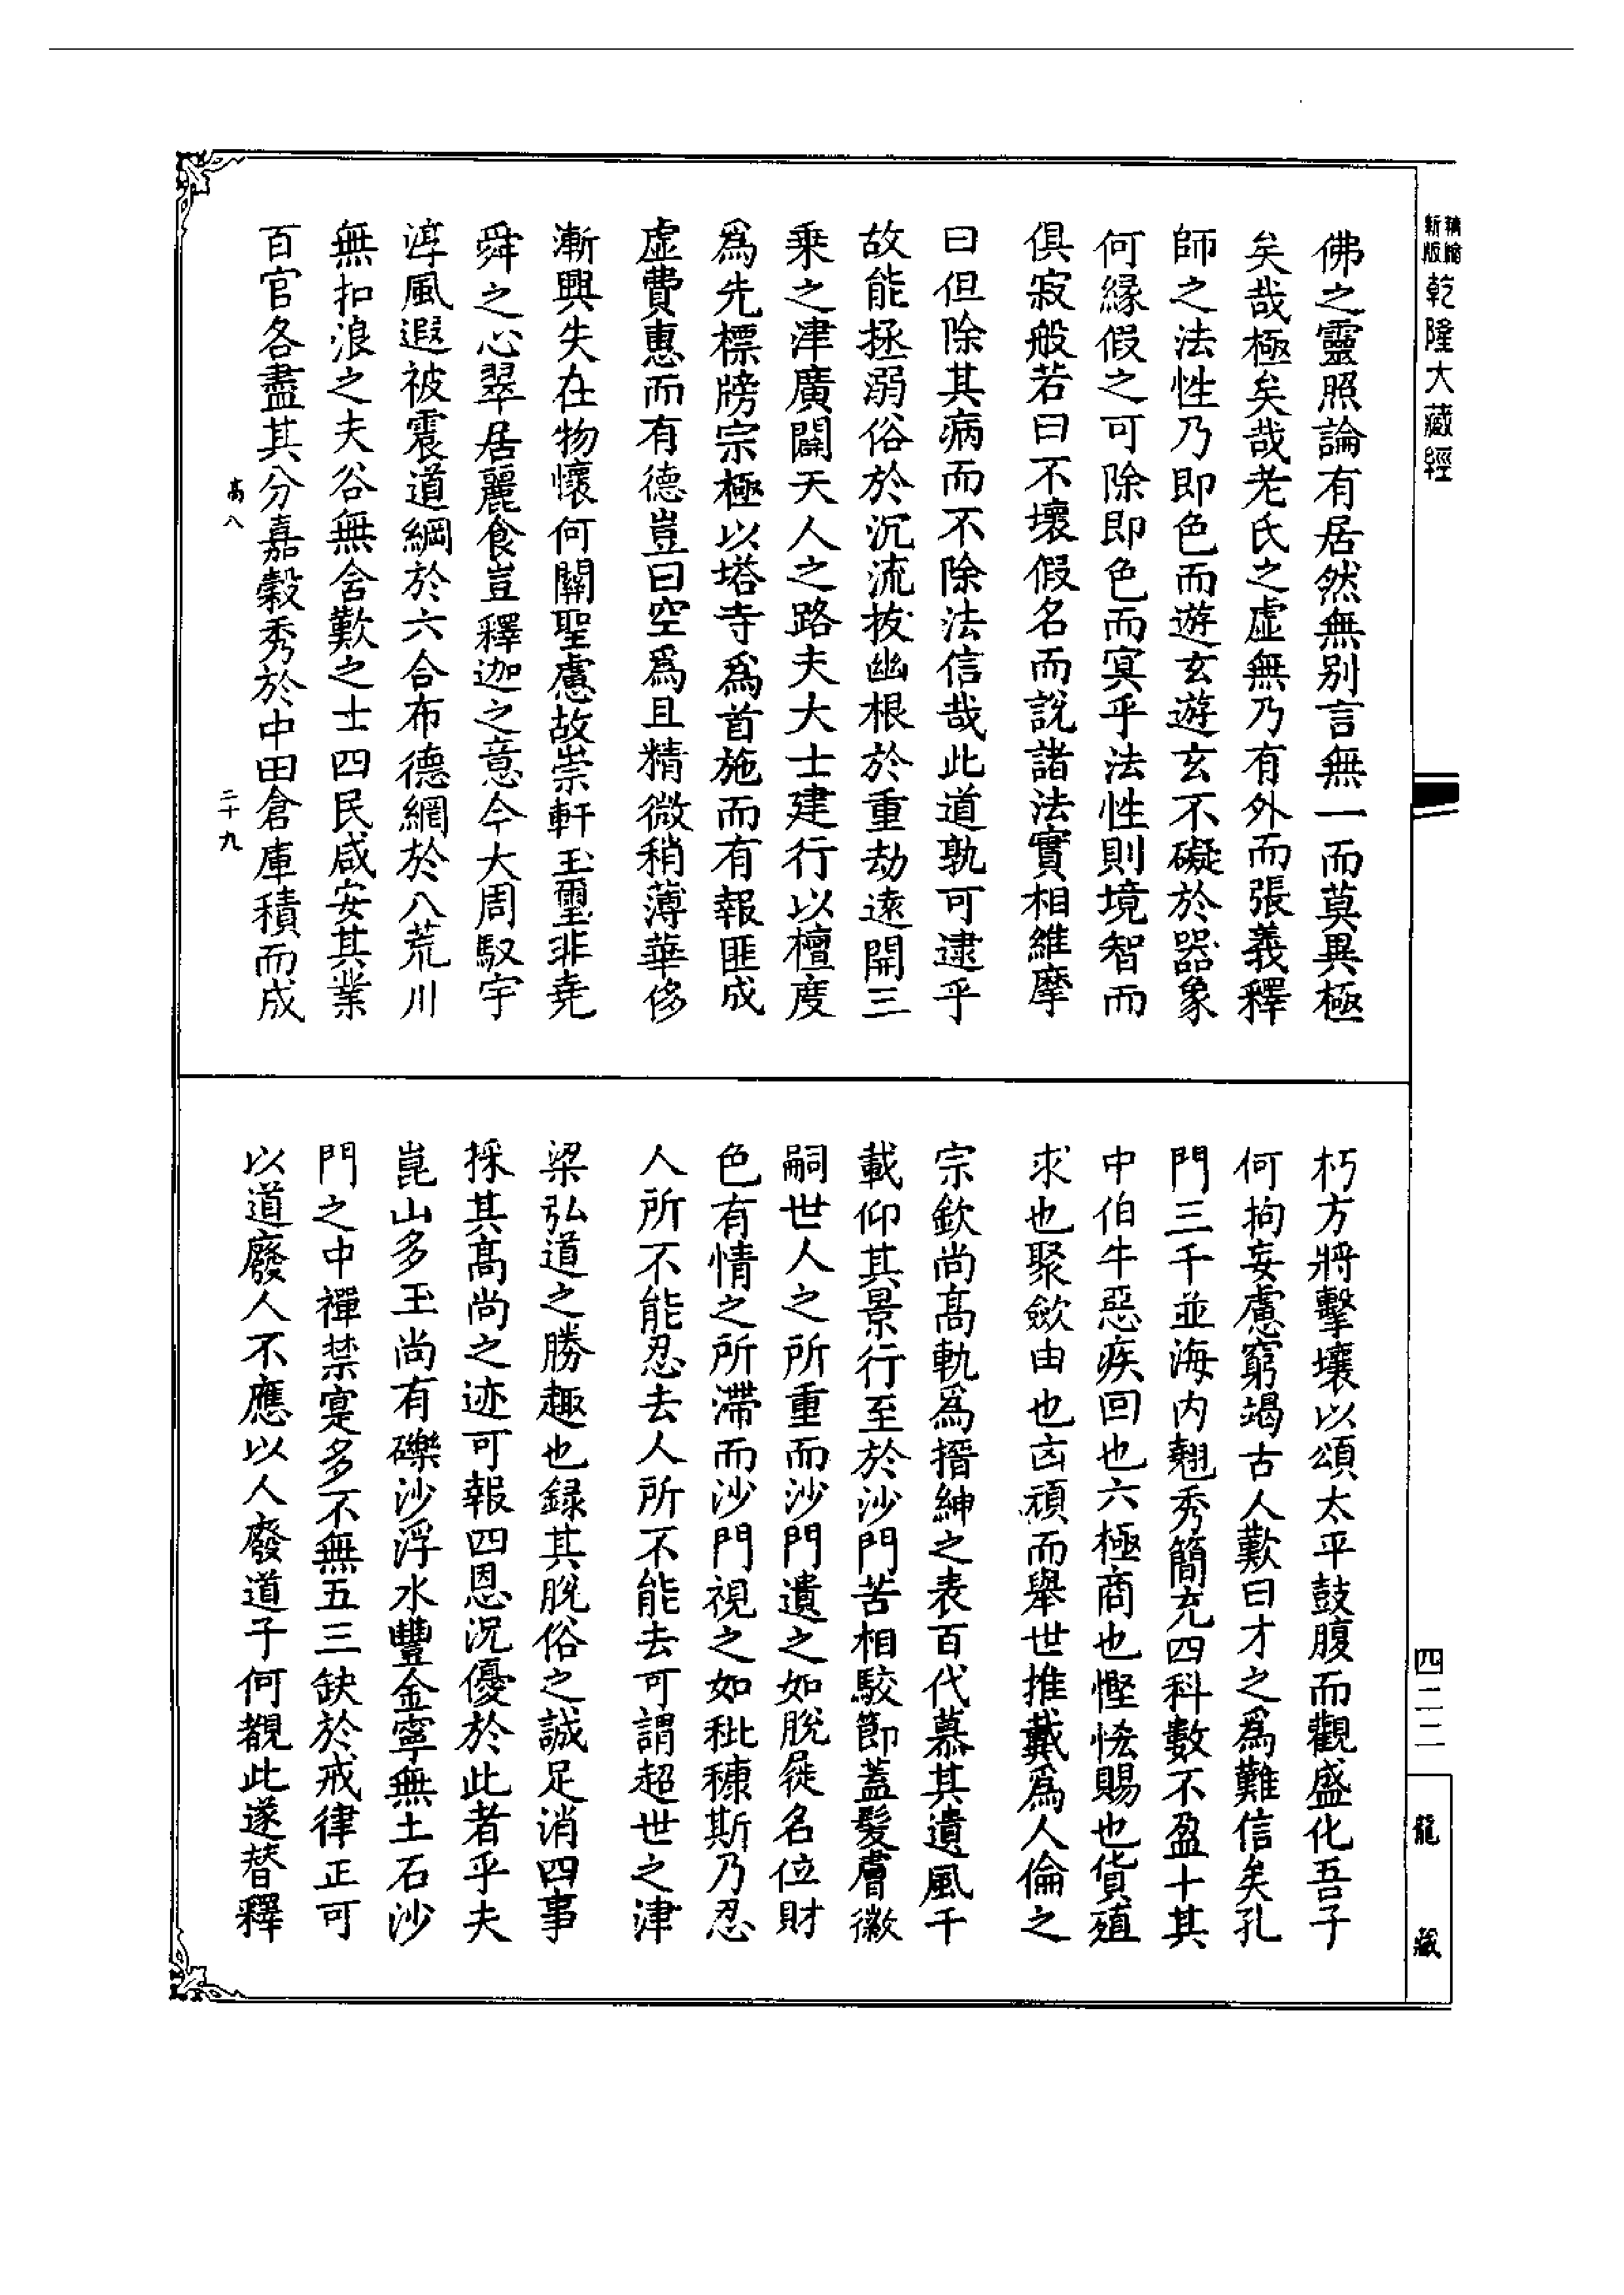 精縮
新版
乾隆大藏經
佛之靈照論有居然無別言無一而莫異極
矣哉極矣哉老氏之虛無乃有外而張義釋
師之法性乃即色而遊玄遊玄不礙於器象
何緣假之可除即色而冥乎法性則境智而
俱寂般若曰不壞假名而說諸法實相維摩
曰但除其病而不除法信哉此道孰可逮乎
故能拯溺俗於沉流拔幽根於重劫遠開三
乘之津廣闢天人之路夫大士建行以檀度
爲先標牓宗極以塔寺爲首施而有報匪成
虛費惠而有德豈曰空爲且精微稍薄華侈
漸興失在物懷何關聖慮故崇軒玉璽非堯
舜之心翠居麗食豈釋迦之意今大周馭宇
淳風遐被震道綱於六合布德網於八荒川
無扣浪之夫谷無含歎之士四民咸安其業
百官各盡其分嘉穀秀於中田倉庫積而成
高八
二十九
朽方將擊壤以頌太平鼓腹而觀盛化吾子
何拘妄慮窮竭古人歎曰才之爲難信矣孔
門三千並海内翹秀簡充四科數不盈十其
中伯牛惡疾回也六極商也慳悋賜也貨殖
求也聚斂由也凶頑而舉世推戴爲人倫之
宗欽尚高軌爲搢紳之表百代慕其遺風千
載仰其景行至於沙門苦相駮節蓋髮膚微
嗣世人之所重而沙門遺之如脫屣名位財
色有情之所滯而沙門視之如秕穅斯乃忍
人所不能忍去人所不能去可謂超世之津
梁弘道之勝趣也録其脫俗之誠足消四事
採其高尚之迹可報四恩況優於此者乎夫
崑山多玉尚有礫沙浮水豐金寧無土石沙
門之中禪禁寔多不無五三缺於戒律正可
以道廢人不應以人廢道子何覩此遂替釋
四二二
龍藏